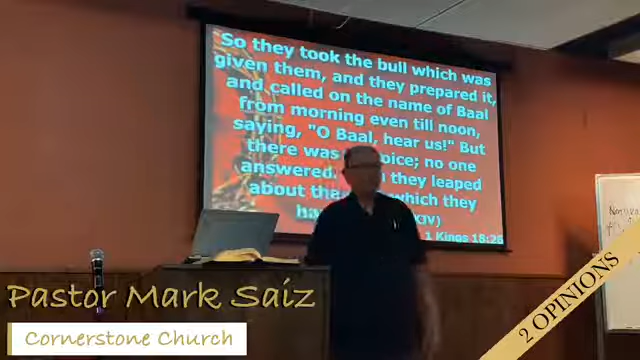 So they took the bull which was
given them, and they prepared it,
and called on the name of Baal
from morning even till noon,
saying, "O Baal, hear us!" But
there was oice; no one
answered. they leaped
about the which they
ha
1 Kings 18:26
Pastor Mark Saiz
Cornerstone Church
2 OPINIONS